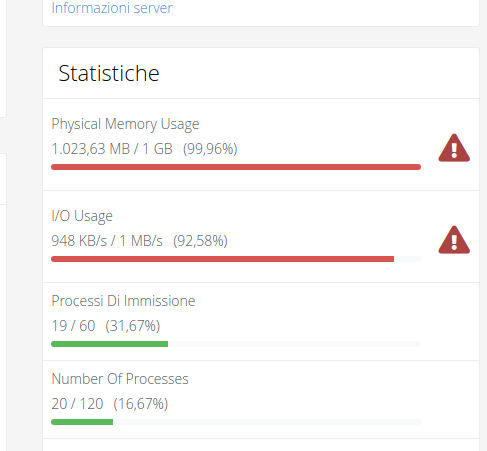 Informazioni server
Statistiche
Physical Memory Usage
1.023,63 MB / 1 GB (99,96%)
I/O Usage
948 KB/s / 1 MB/s (92,58%)
Processi Di Immissione
19 / 60 (31,67%)
Number Of Processes
20 / 120 (16,67%)